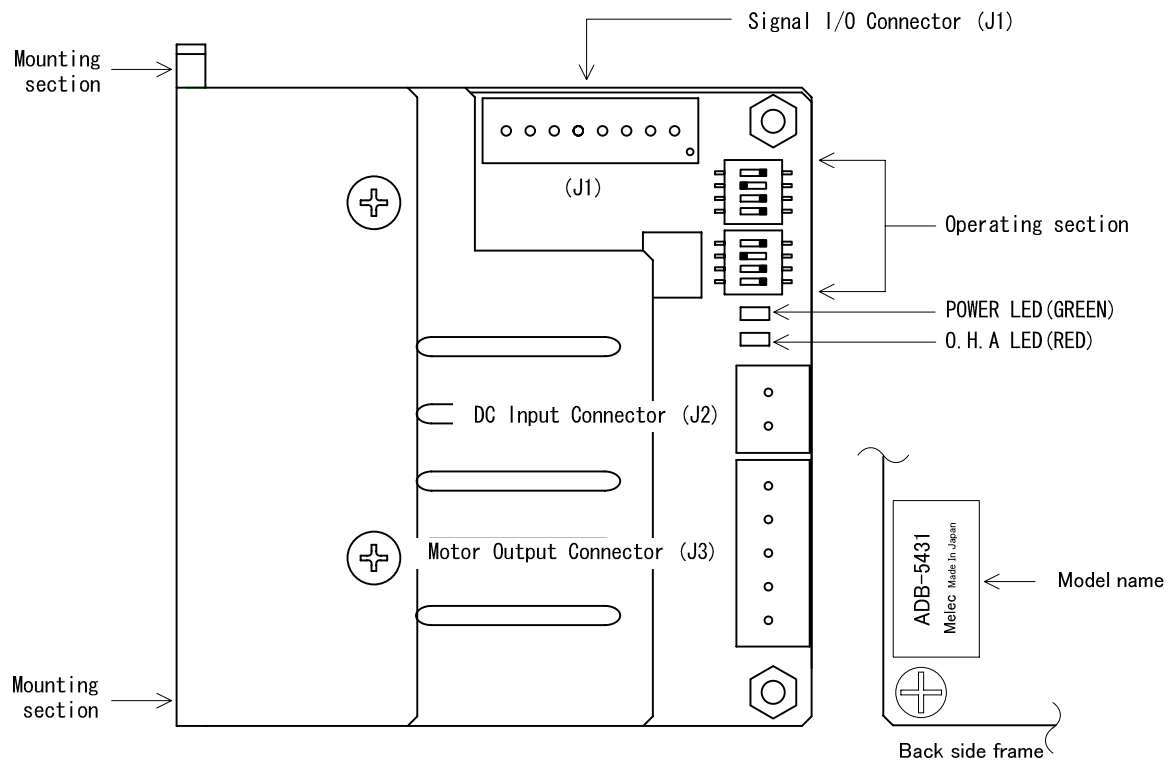 Signal I/O Connector (J1)
Mounting
section
(J1)
Operating section
POWER LED(GREEN)
O.H.A LED(RED)
DC Input Connector (J2)
Motor Output Connector (J3)
ADB-5431
Melec Made In Japan
Model name
Mounting
section
Back side frame